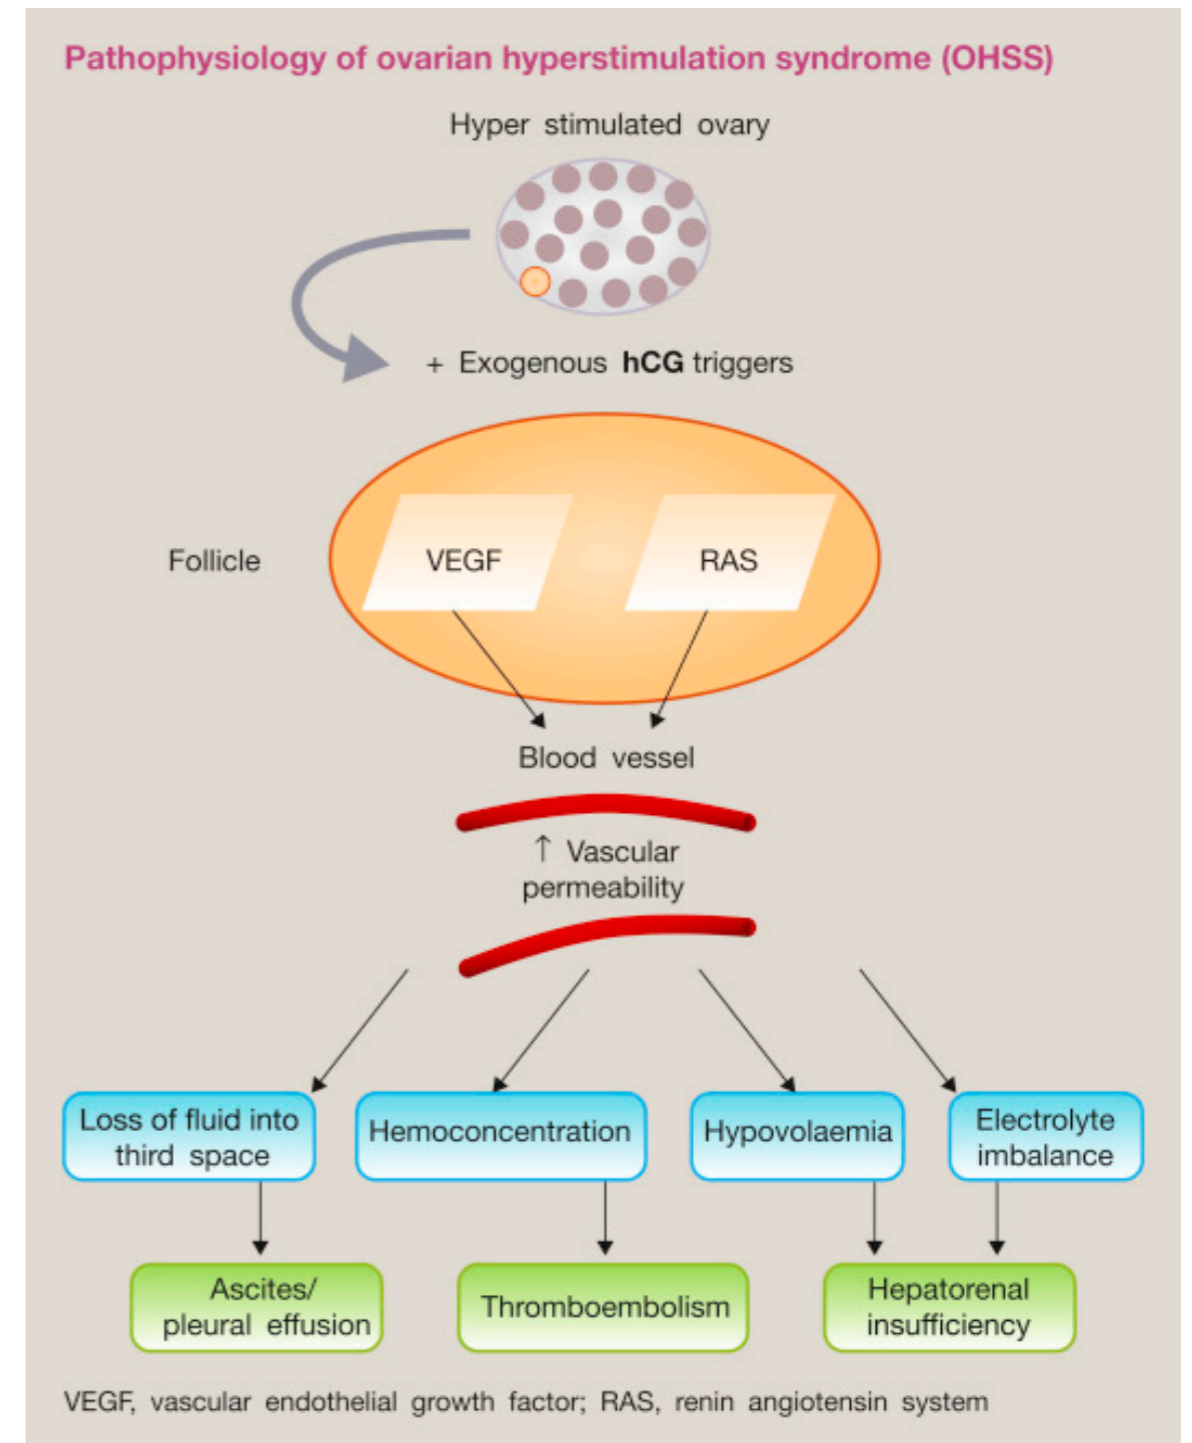 Pathophysiology of ovarian hyperstimulation syndrome (OHSS)
Hyper stimulated ovary
+ Exogenous hCG triggers
Follicle
VEGF
RAS
Blood vessel
↑ Vascular
permeability
Loss of fluid into
third space
Hemoconcentration
Hypovolaemia
Electrolyte
imbalance
Ascites/
pleural effusion
Thromboembolism
Hepatorenal
insufficiency
VEGF, vascular endothelial growth factor; RAS, renin angiotensin system